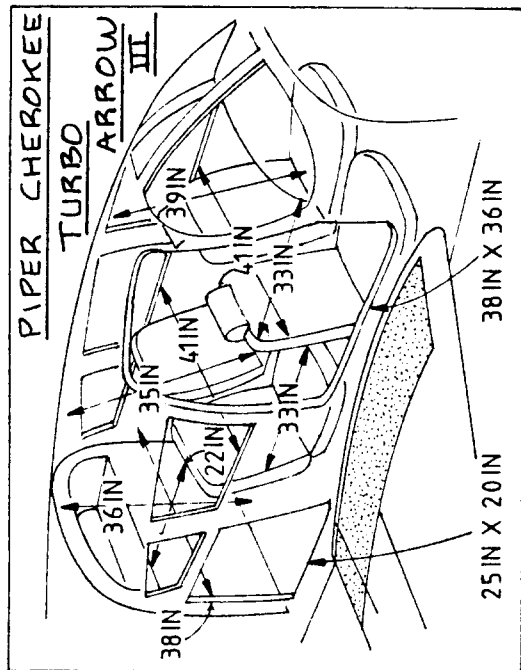 PIPER CHEROKEE
TURBO
ARROW
III
39IN
41IN
33IN
41IN
35IN
33IN
22IN
36IN
38IN
38IN X 36IN
25IN X 20IN